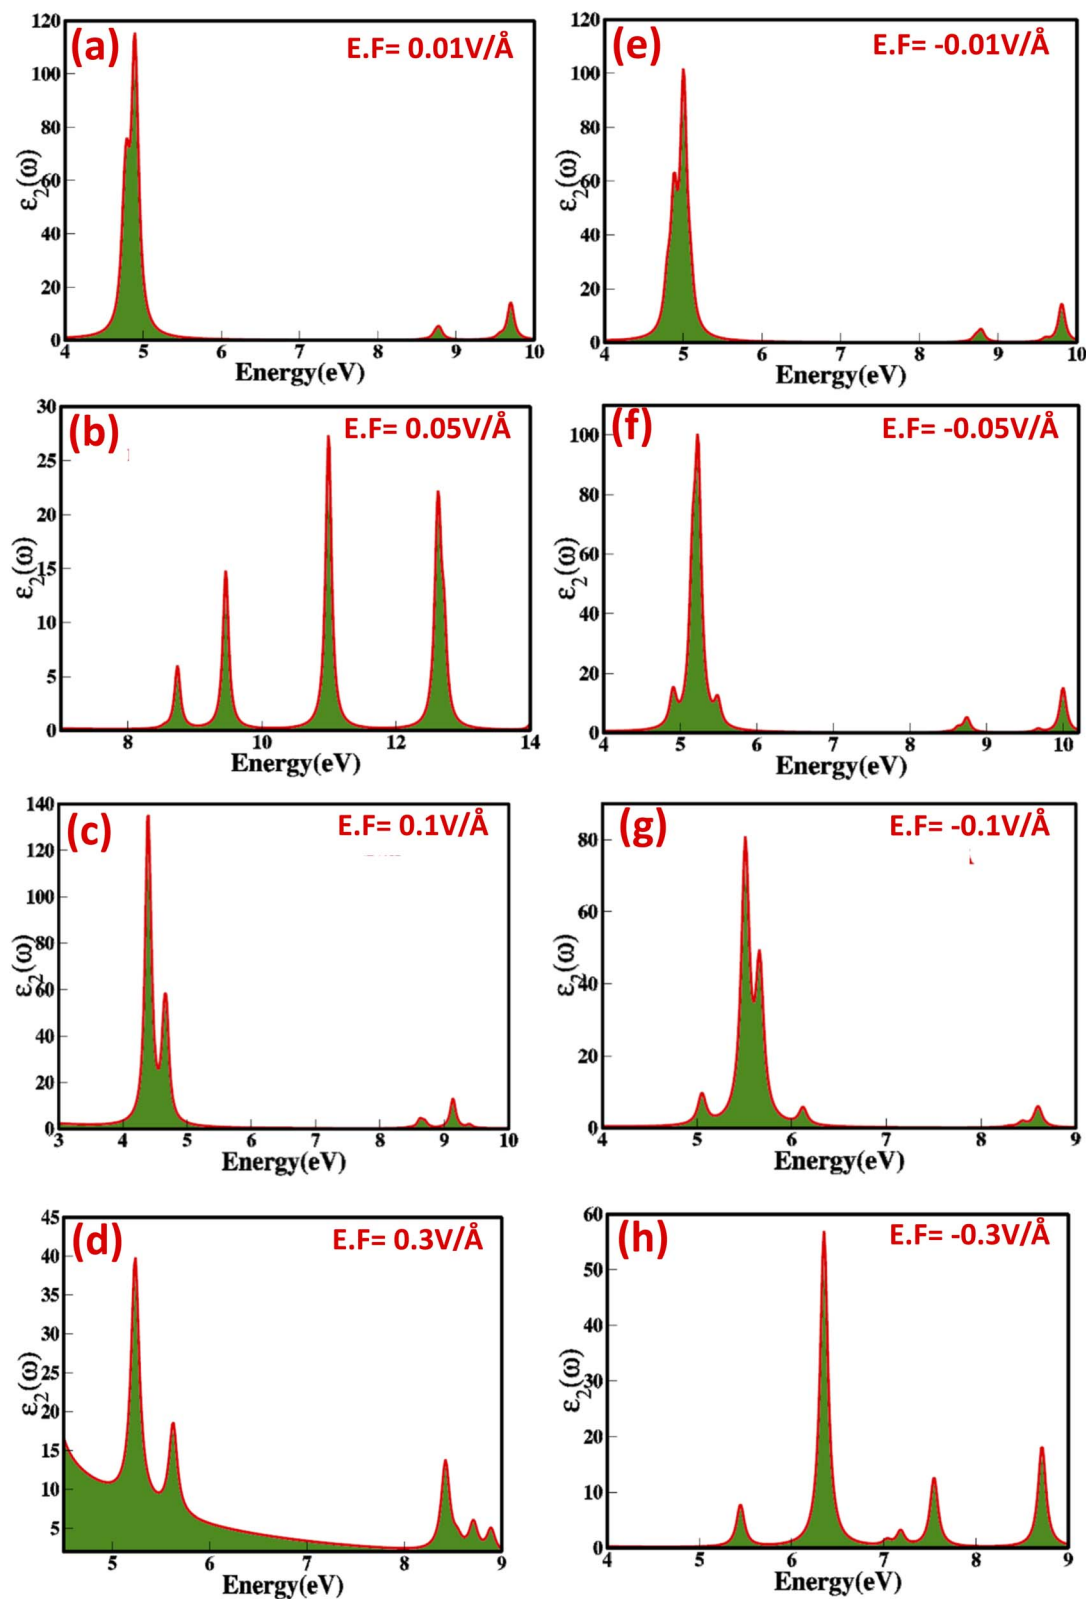 (a)
E.F= 0.01V/Å
120
100
80
60
40
20
0
ε2(ω)
4 5 6 7 8 9 10
Energy(eV)
(e)
E.F= -0.01V/Å
120
100
80
60
40
20
0
ε2(ω)
4 5 6 7 8 9 10
Energy(eV)
(b)
E.F= 0.05V/Å
30
25
20
15
10
5
0
ε2(ω)
8 10 12 14
Energy(eV)
(f)
E.F= -0.05V/Å
100
80
60
40
20
0
ε2(ω)
4 5 6 7 8 9 10
Energy(eV)
(c)
E.F= 0.1V/Å
140
120
100
80
60
40
20
0
ε2(ω)
3 4 5 6 7 8 9 10
Energy(eV)
(g)
E.F= -0.1V/Å
80
60
40
20
0
ε2(ω)
4 5 6 7 8 9
Energy(eV)
(d)
E.F= 0.3V/Å
45
40
35
30
25
20
15
10
5
ε2(ω)
5 6 7 8 9
Energy(eV)
(h)
E.F= -0.3V/Å
60
50
40
30
20
10
0
ε2(ω)
4 5 6 7 8 9
Energy(eV)